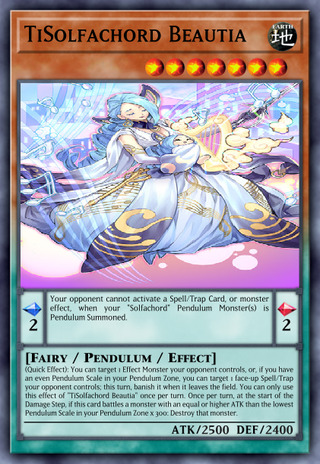 TiSolfachord Beautia
EARTH
地
Your opponent cannot activate a Spell/Trap Card, or monster
effect, when your "Solfachord" Pendulum Monster(s) is
Pendulum Summoned.
2
2
[Fairy / Pendulum / Effect]
(Quick Effect): You can target 1 Effect Monster your opponent controls, or, if you have
an even Pendulum Scale in your Pendulum Zone, you can target 1 face-up Spell/Trap
your opponent controls; this turn, banish it when it leaves the field. You can only use
this effect of "TiSolfachord Beautia" once per turn. Once per turn, at the start of the
Damage Step, if this card battles a monster with an equal or higher ATK than the lowest
Pendulum Scale in your Pendulum Zone x 300: Destroy that monster.
ATK/2500 DEF/2400